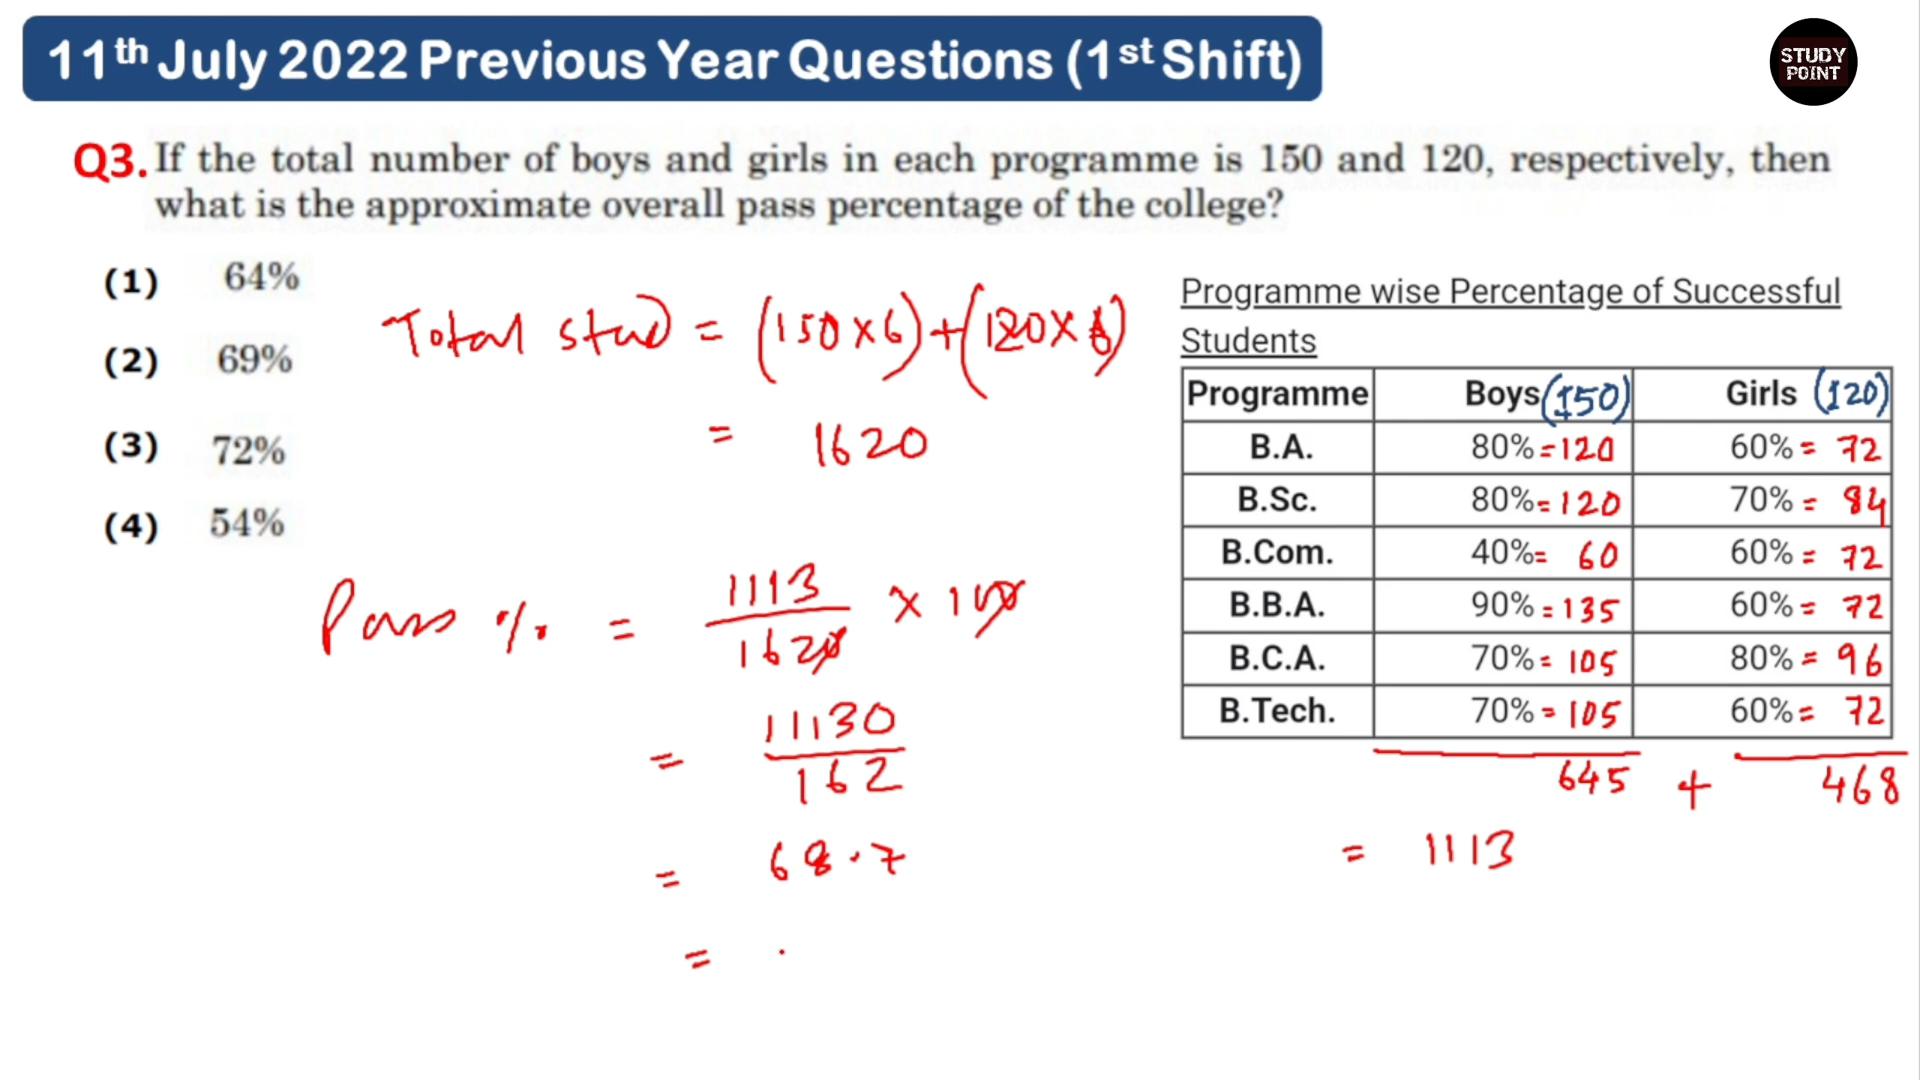 11th July 2022 Previous Year Questions (1st Shift)
STUDY
POINT
Q3. If the total number of boys and girls in each programme is 150 and 120, respectively, then
what is the approximate overall pass percentage of the college?
(1) 64%
(2) 69%
(3) 72%
(4) 54%
Total stud = (150×6)+(120×6)
= 1620
Pass % = 1113/1620 × 100
= 11130/162
= 68.7
=
Programme wise Percentage of Successful
Students
Programme Boys (150) Girls (120)
B.A. 80% =120 60% = 72
B.Sc. 80% =120 70% = 84
B.Com. 40% = 60 60% = 72
B.B.A. 90% =135 60% = 72
B.C.A. 70% = 105 80% = 96
B.Tech. 70% = 105 60% = 72
645 + 468
= 1113